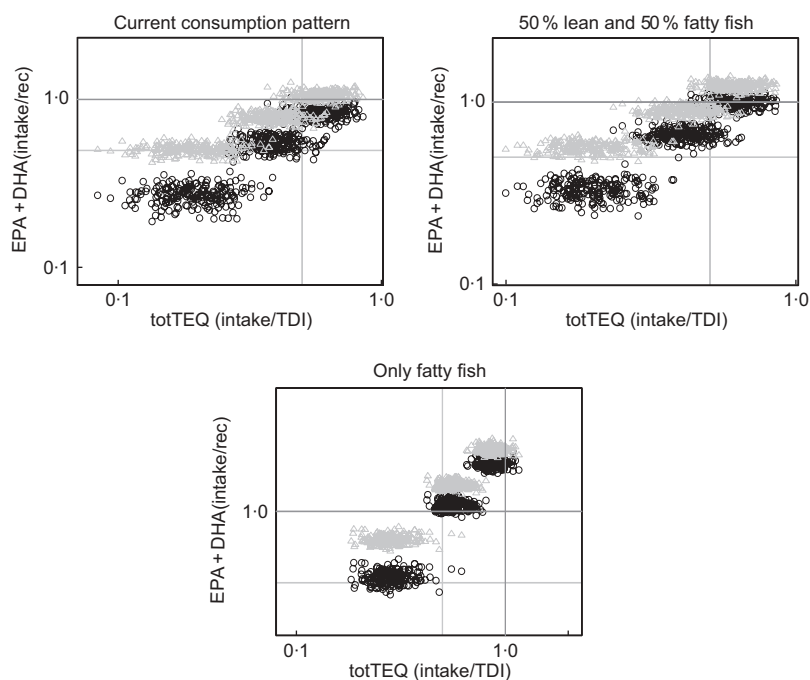 Current consumption pattern
EPA + DHA(intake/rec)
1·0
0·1
0·1
1·0
totTEQ (intake/TDI)
50 % lean and 50 % fatty fish
EPA + DHA(intake/rec)
1·0
0·1
0·1
1·0
totTEQ (intake/TDI)
Only fatty fish
EPA + DHA(intake/rec)
1·0
0·1
1·0
totTEQ (intake/TDI)